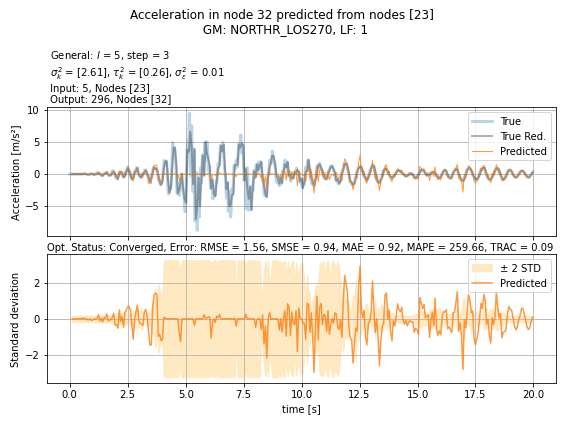 Acceleration in node 32 predicted from nodes [23]
GM: NORTHR_LOS270, LF: 1
General: l = 5, step = 3
σ²ₖ = [2.61], τ²ₖ = [0.26], σ²ε = 0.01
Input: 5, Nodes [23]
Output: 296, Nodes [32]
Acceleration [m/s²]
10
5
0
−5
True
True Red.
Predicted
Opt. Status: Converged, Error: RMSE = 1.56, SMSE = 0.94, MAE = 0.92, MAPE = 259.66, TRAC = 0.09
Standard deviation
2
0
−2
± 2 STD
Predicted
0.0 2.5 5.0 7.5 10.0 12.5 15.0 17.5 20.0
time [s]